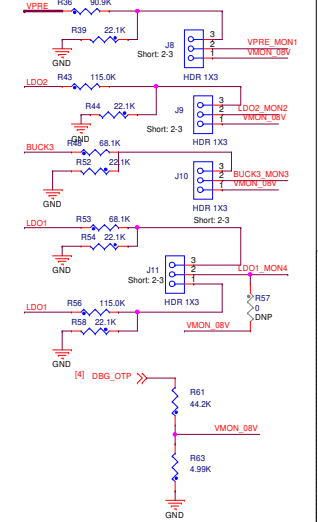 R36 90.9K
VPRE
R39 22.1K
J8
3
2
1
VPRE_MON1
VMON_08V
Short: 2-3
GND
HDR 1X3
LDO2 R43 115.0K
R44 22.1K
J9
3
2
1
LDO2_MON2
VMON_08V
Short: 2-3
GND
HDR 1X3
BUCK3 R48 68.1K
R52 22.1K
J10
3
2
1
BUCK3_MON3
VMON_08V
GND
HDR 1X3
Short: 2-3
LDO1 R53 68.1K
R54 22.1K
GND
J11
3
2
1
LDO1_MON4
Short: 2-3
HDR 1X3
R57
0
DNP
LDO1 R56 115.0K
R58 22.1K
VMON_08V
GND
[4] DBG_OTP
R61
44.2K
VMON_08V
R63
4.99K
GND